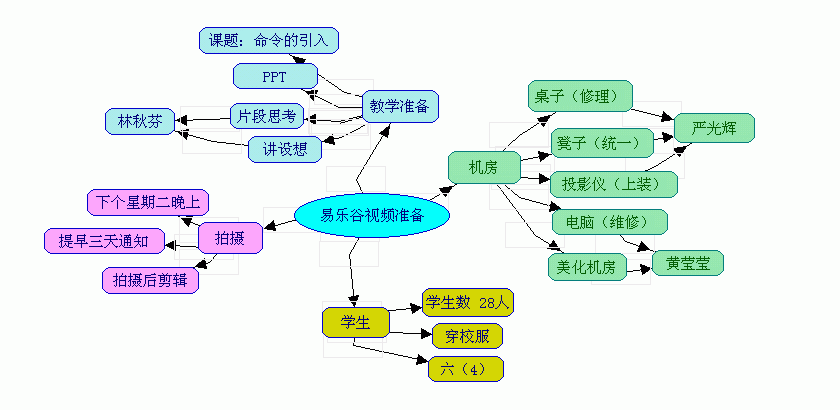 课题：命令的引入
PPT
教学准备
片段思考
林秋芬
讲设想
桌子（修理）
凳子（统一）
严光辉
机房
投影仪（上装）
电脑（维修）
美化机房
黄莹莹
易乐谷视频准备
下个星期二晚上
提早三天通知
拍摄
拍摄后剪辑
学生
学生数 28人
穿校服
六（4）